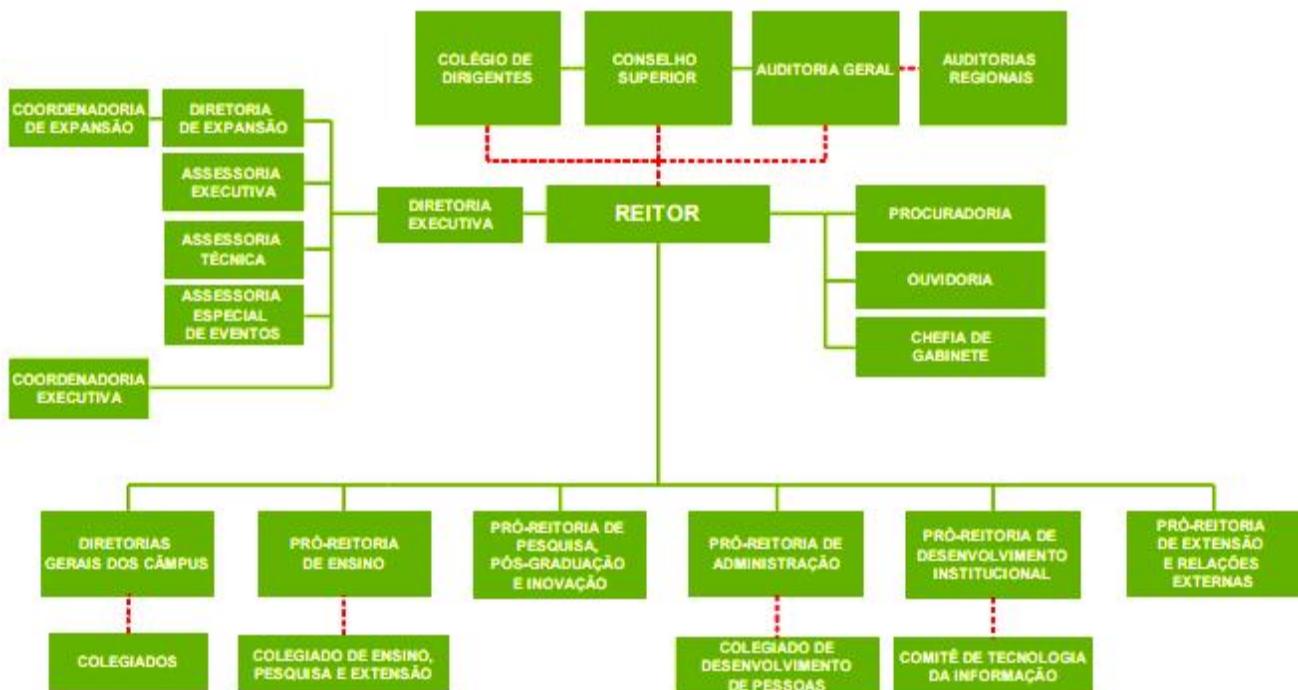 COLÉGIO DE
DIRIGENTES
CONSELHO
SUPERIOR
AUDITORIA GERAL
AUDITORIAS
REGIONAIS
COORDENADORIA
DE EXPANSÃO
DIRETORIA
DE EXPANSÃO
ASSESSORIA
EXECUTIVA
ASSESSORIA
TÉCNICA
ASSESSORIA
ESPECIAL
DE EVENTOS
COORDENADORIA
EXECUTIVA
DIRETORIA
EXECUTIVA
REITOR
PROCURADORIA
OUVIDORIA
CHEFIA DE
GABINETE
DIRETORIAS
GERAIS DOS CÂMPUS
PRÓ-REITORIA
DE ENSINO
PRÓ-REITORIA DE
PESQUISA,
PÓS-GRADUAÇÃO
E INOVAÇÃO
PRÓ-REITORIA DE
ADMINISTRAÇÃO
PRÓ-REITORIA DE
DESENVOLVIMENTO
INSTITUCIONAL
PRÓ-REITORIA
DE EXTENSÃO
E RELAÇÕES
EXTERNAS
COLEGIADOS
COLEGIADO DE ENSINO,
PESQUISA E EXTENSÃO
COLEGIADO DE
DESENVOLVIMENTO
DE PESSOAS
COMITÊ DE TECNOLOGIA
DA INFORMAÇÃO